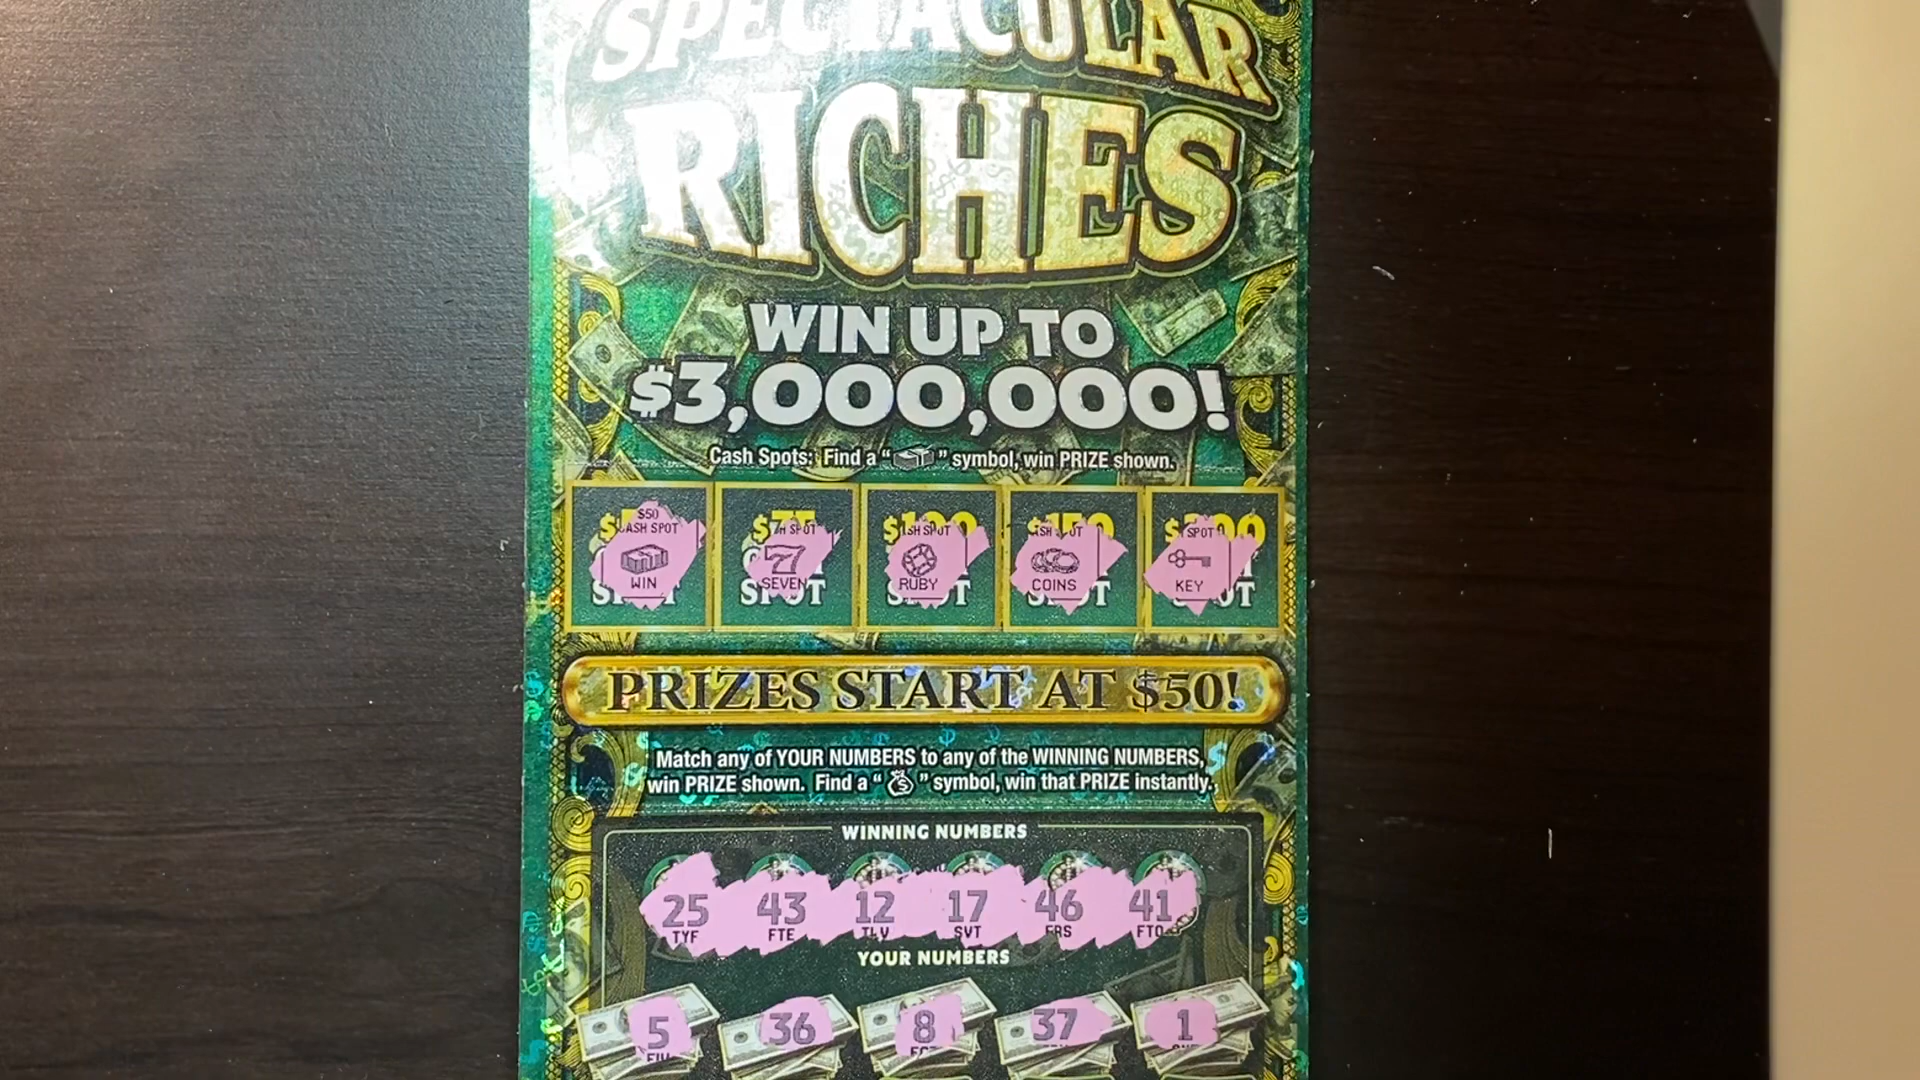 SPECTACULAR
RICHES
WIN UP TO
$3,000,000!
Cash Spots: Find a " " symbol, win PRIZE shown.
$50
CASH SPOT
WIN
SEVEN
SPOT
RUBY
COINS
KEY
PRIZES START AT $50!
Match any of YOUR NUMBERS to any of the WINNING NUMBERS,
win PRIZE shown. Find a " " symbol, win that PRIZE instantly.
WINNING NUMBERS
25 43 12 17 46 41
TYF FTE TLV SVT FRS FTO
YOUR NUMBERS
5 36 8 37 1